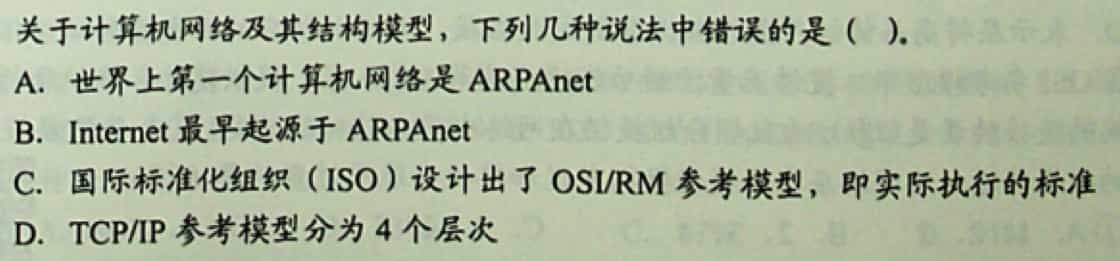 关于计算机网络及其结构模型，下列几种说法中错误的是（ ）。
A. 世界上第一个计算机网络是 ARPAnet
B. Internet 最早起源于 ARPAnet
C. 国际标准化组织（ISO）设计出了 OSI/RM 参考模型，即实际执行的标准
D. TCP/IP 参考模型分为 4 个层次